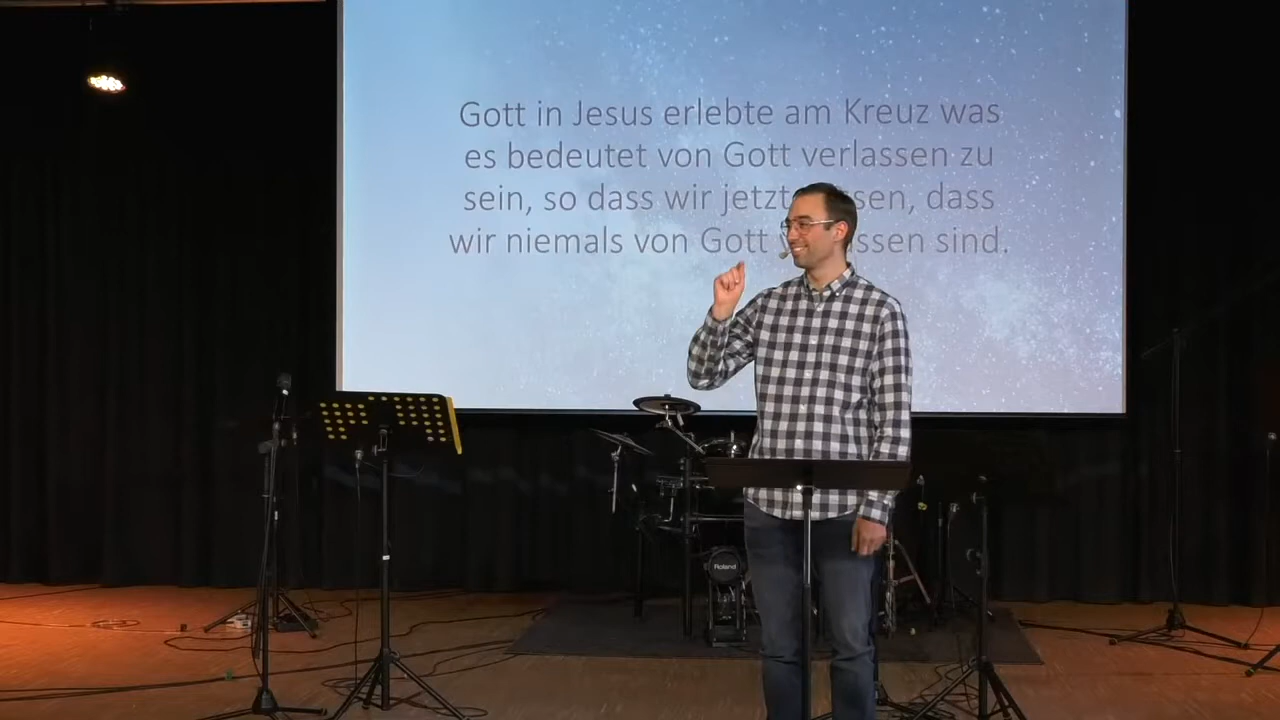 Gott in Jesus erlebte am Kreuz was
es bedeutet von Gott verlassen zu
sein, so dass wir jetzt dass
wir niemals von Gott sind.
Roland